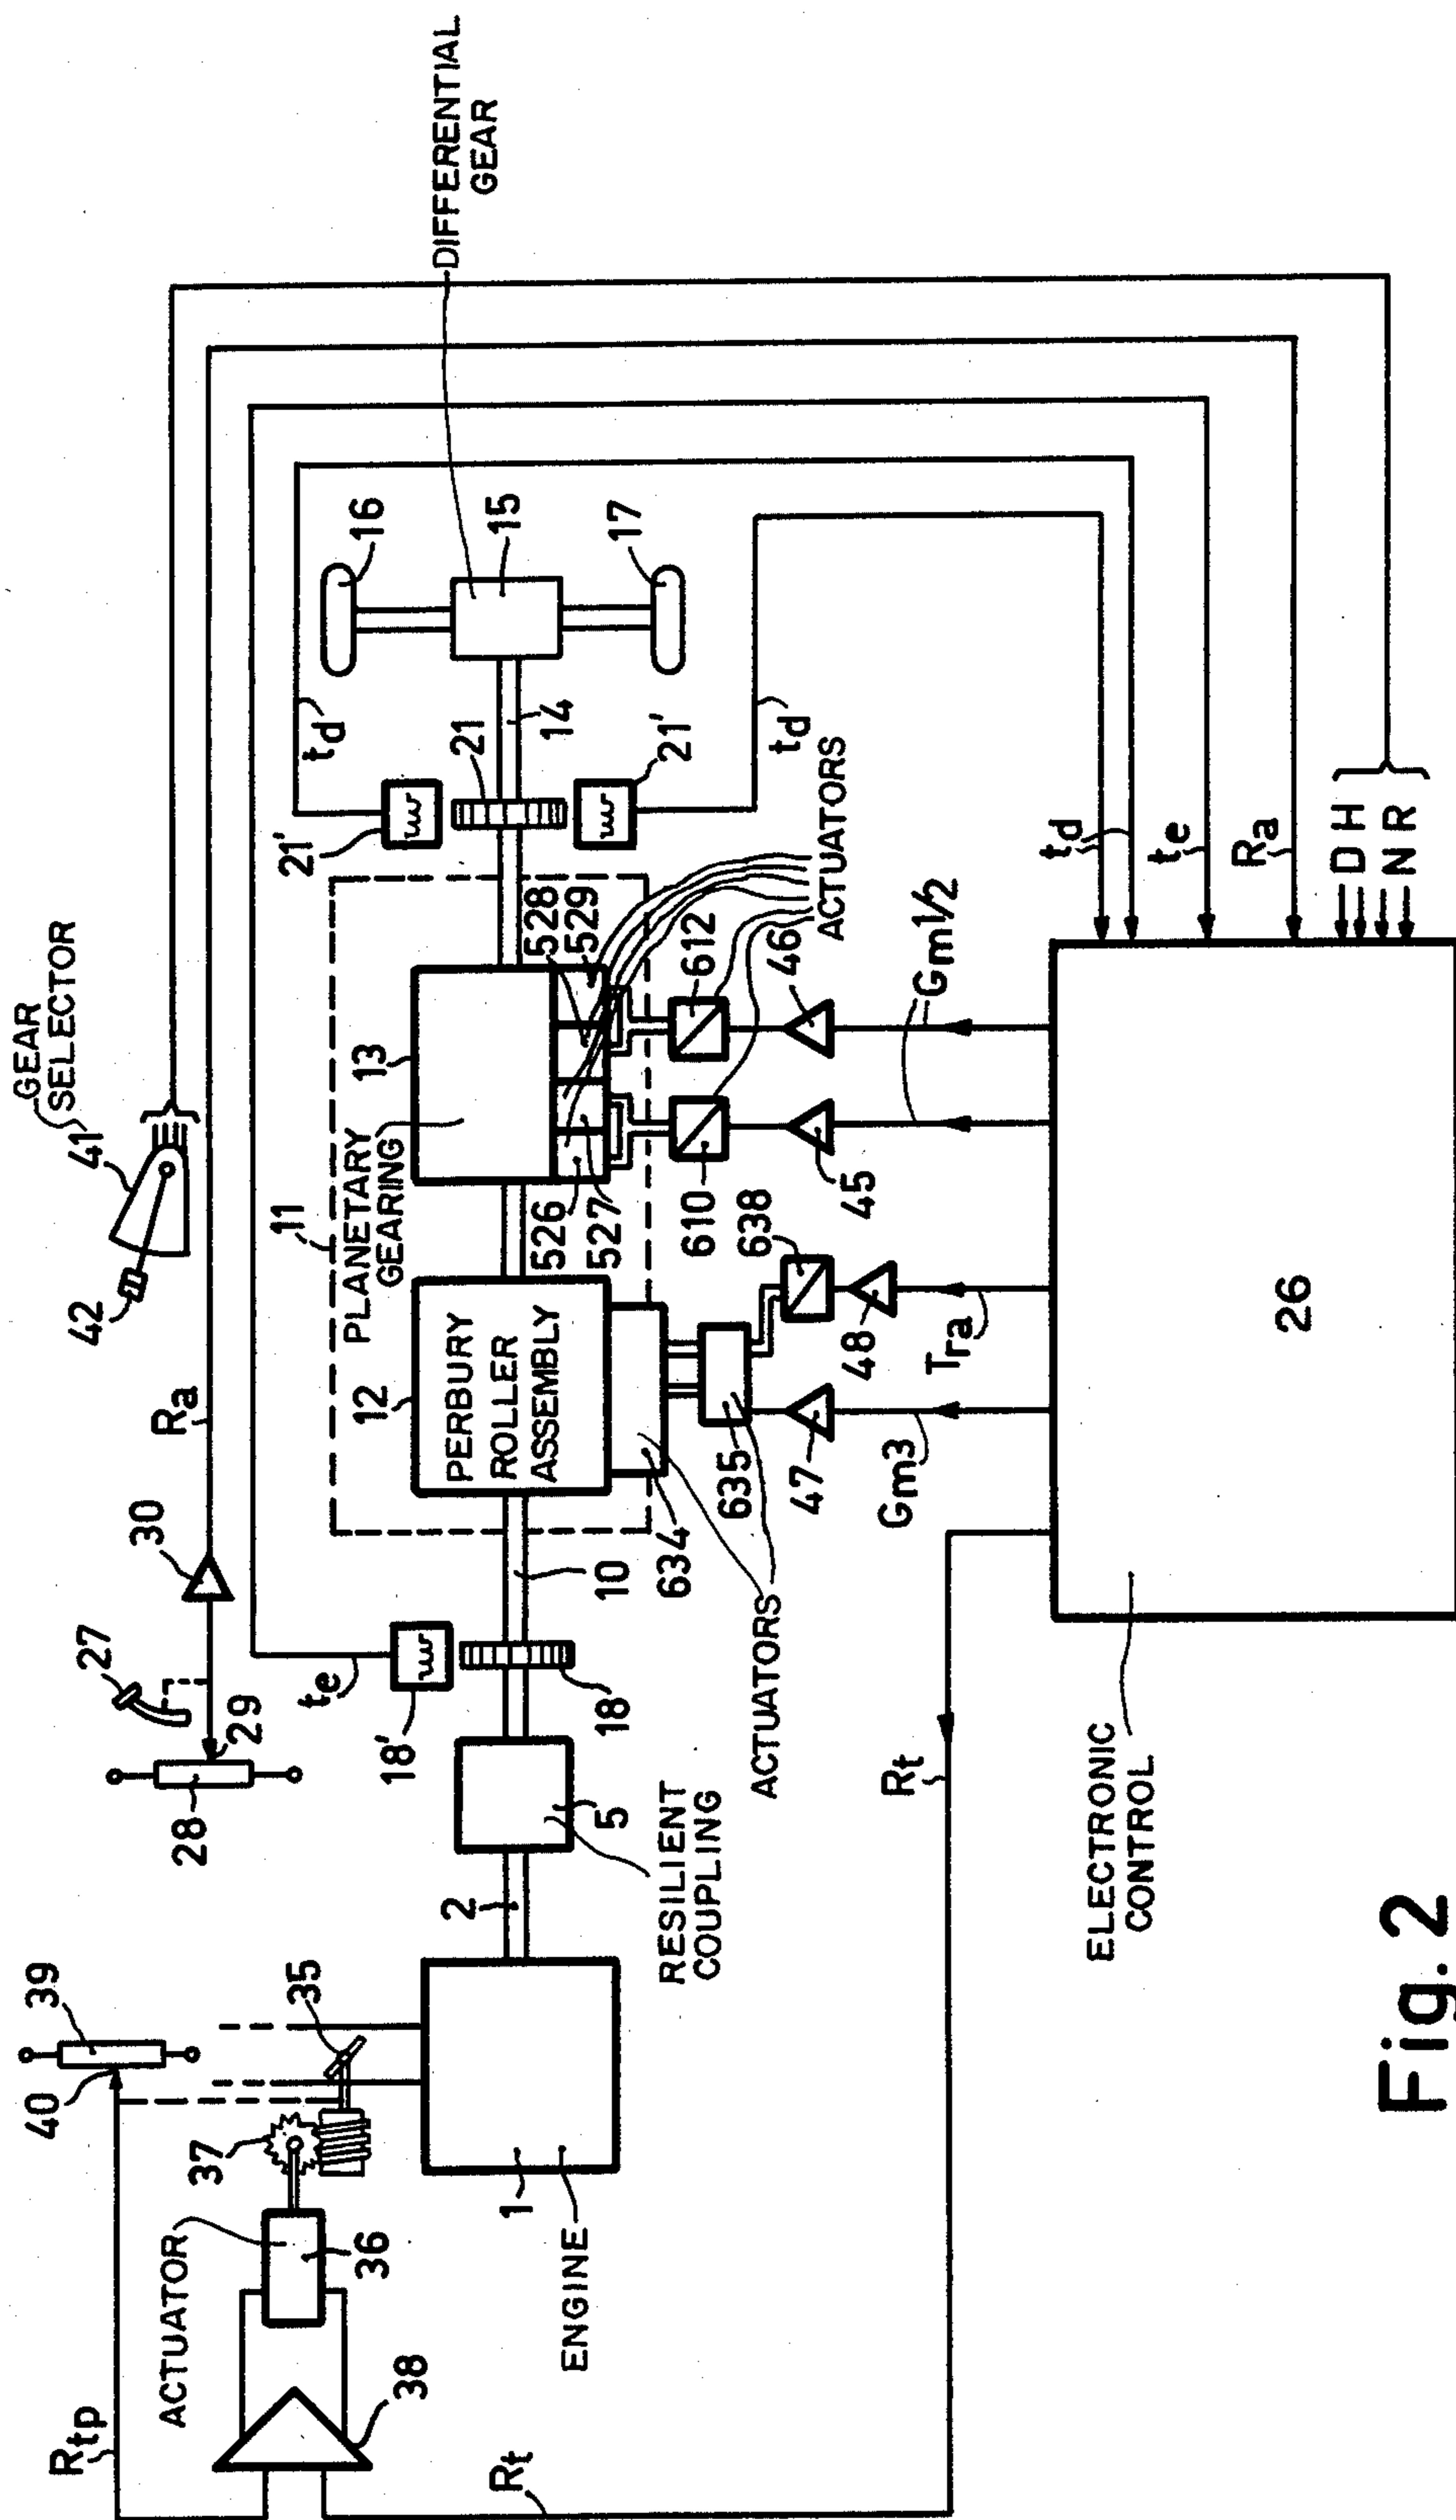 Rtp
40
39
ACTUATOR
37
35
36
38
Rt
1
ENGINE
2
RESILIENT
COUPLING
5
28
29
27
30
Ra
te
18'
18
10
42
41
GEAR
SELECTOR
11
PLANETARY
GEARING
12
PERBURY
ROLLER
ASSEMBLY
13
526
527
528
529
634
635
638
610
612
ACTUATORS
47
48
45
46
Gm3
Tra
Gm1/2
21'
21
21'
14
td
td
16
15
17
DIFFERENTIAL
GEAR
ACTUATORS
td
te
Ra
D H
N R
Rt
26
ELECTRONIC
CONTROL
Fig. 2